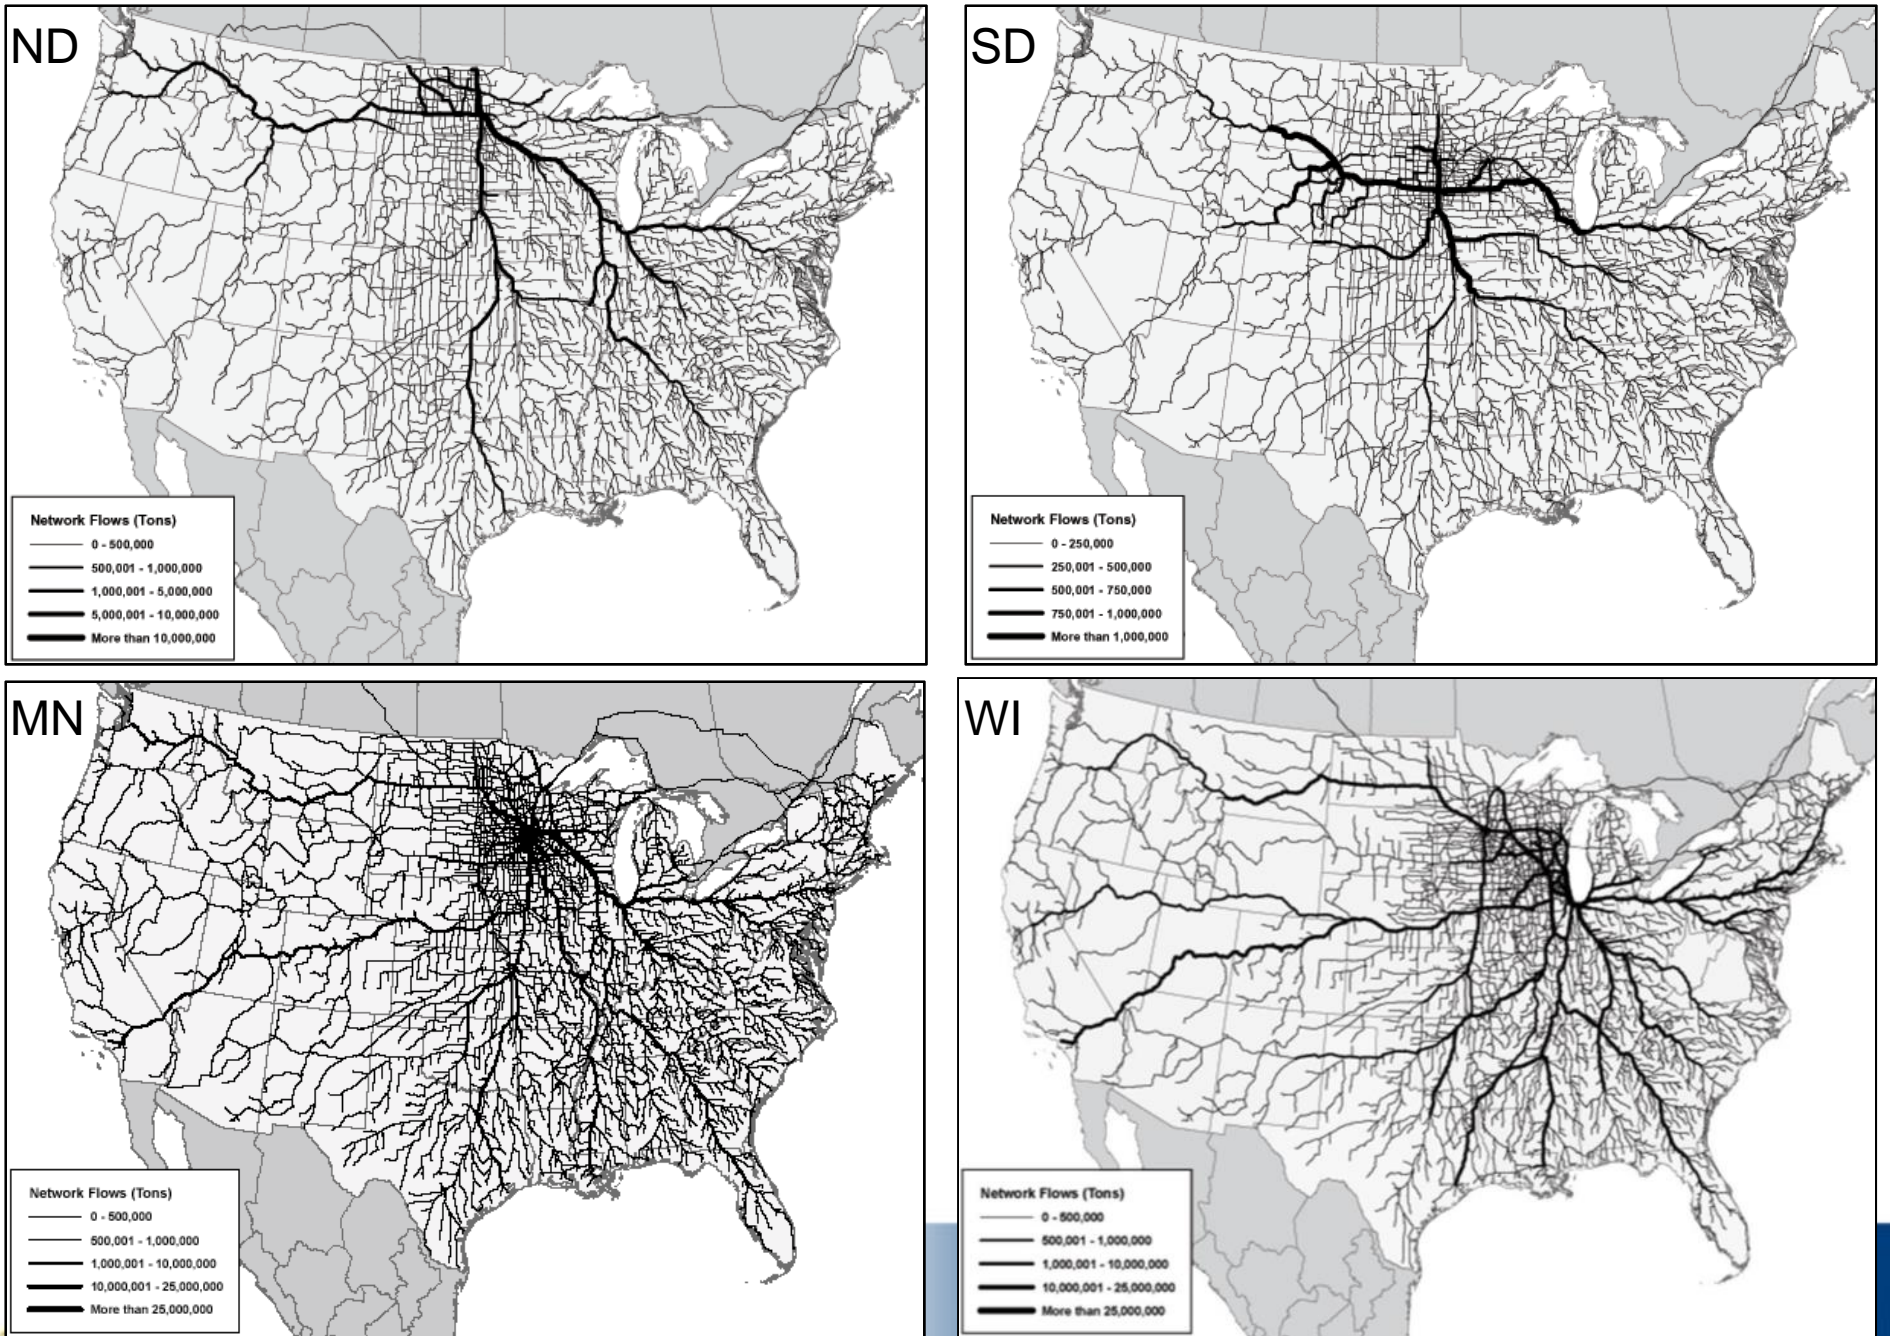 ND
Network Flows (Tons)
0 - 500,000
500,001 - 1,000,000
1,000,001 - 5,000,000
5,000,001 - 10,000,000
More than 10,000,000
SD
Network Flows (Tons)
0 - 250,000
250,001 - 500,000
500,001 - 750,000
750,001 - 1,000,000
More than 1,000,000
MN
Network Flows (Tons)
0 - 500,000
500,001 - 1,000,000
1,000,001 - 10,000,000
10,000,001 - 25,000,000
More than 25,000,000
WI
Network Flows (Tons)
0 - 500,000
500,001 - 1,000,000
1,000,001 - 10,000,000
10,000,001 - 25,000,000
More than 25,000,000